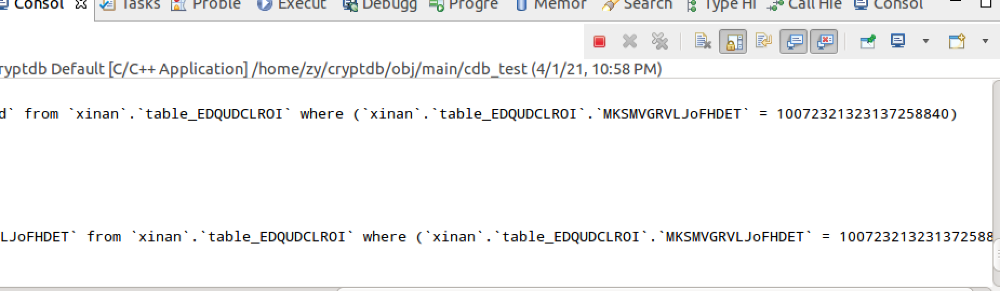 Consol Tasks Proble Execut Debugg Progre Memor Search Type Hi Call Hie Consol
ryptdb Default [C/C++ Application] /home/zy/cryptdb/obj/main/cdb_test (4/1/21, 10:58 PM)
d` from `xinan`.`table_EDQUDCLROI` where (`xinan`.`table_EDQUDCLROI`.`MKSMVGRVLJoFHDET` = 10072321323137258840)
LJoFHDET` from `xinan`.`table_EDQUDCLROI` where (`xinan`.`table_EDQUDCLROI`.`MKSMVGRVLJoFHDET` = 100723213231372588